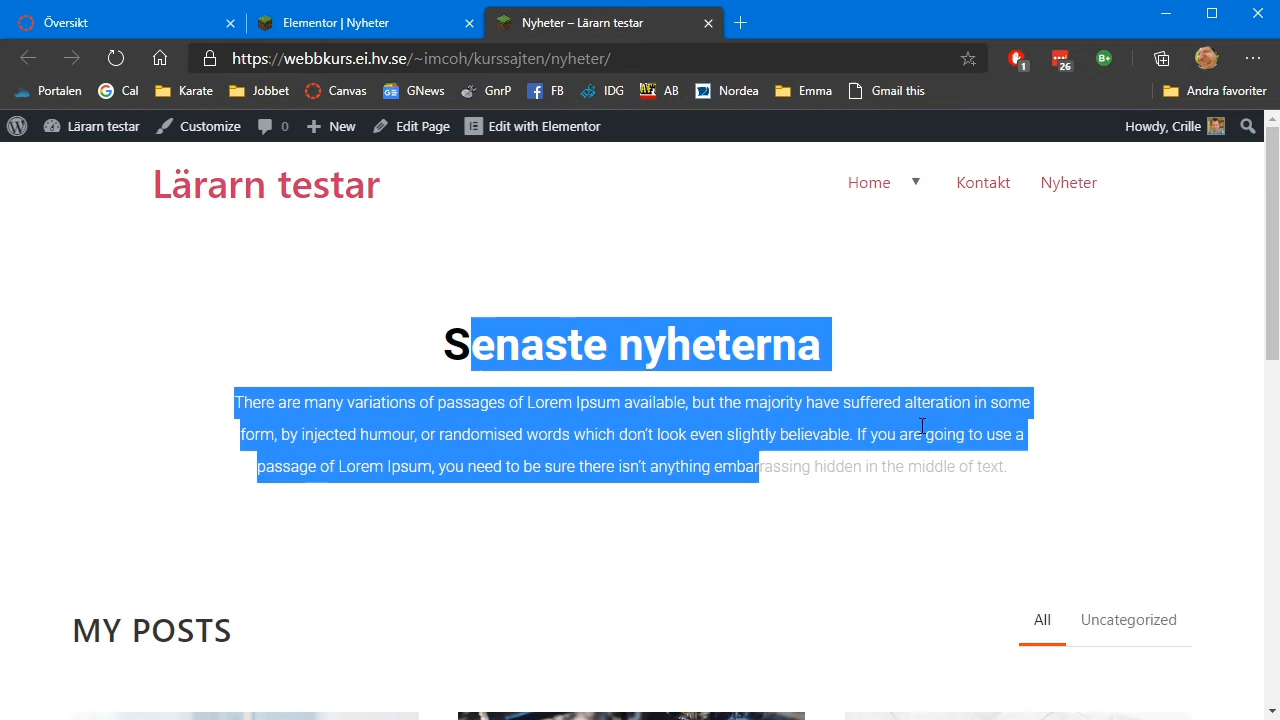 Översikt
Elementor | Nyheter
Nyheter – Lärarn testar
https://webbkurs.ei.hv.se/~imcoh/kurssajten/nyheter/
1
26
B+
Portalen
Cal
Karate
Jobbet
Canvas
GNews
GnrP
FB
IDG
AB
Nordea
Emma
Gmail this
Andra favoriter
Lärarn testar
Customize
0
New
Edit Page
Edit with Elementor
Howdy, Crille
Lärarn testar
Home
Kontakt
Nyheter
Senaste nyheterna
There are many variations of passages of Lorem Ipsum available, but the majority have suffered alteration in some
form, by injected humour, or randomised words which don’t look even slightly believable. If you are going to use a
passage of Lorem Ipsum, you need to be sure there isn’t anything embarrassing hidden in the middle of text.
MY POSTS
All
Uncategorized